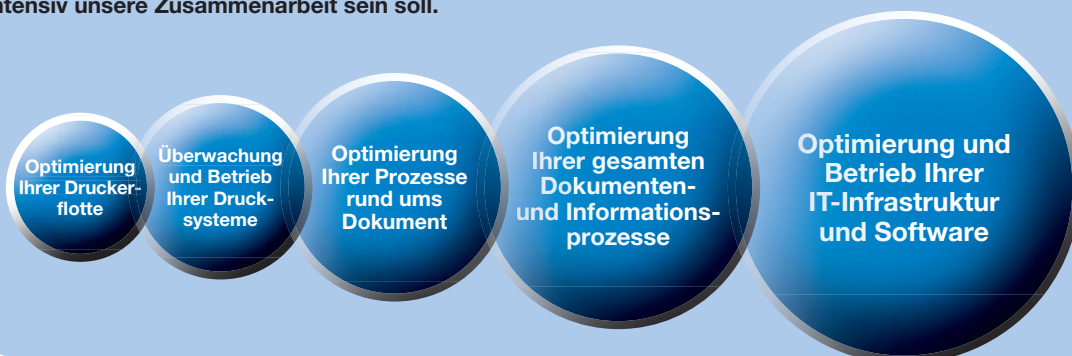 ntensiv unsere Zusammenarbeit sein soll.
Optimierung
Ihrer Drucker-
flotte
Überwachung
und Betrieb
Ihrer Druck-
systeme
Optimierung
Ihrer Prozesse
rund ums
Dokument
Optimierung
Ihrer gesamten
Dokumenten-
und Informations-
prozesse
Optimierung und
Betrieb Ihrer
IT-Infrastruktur
und Software